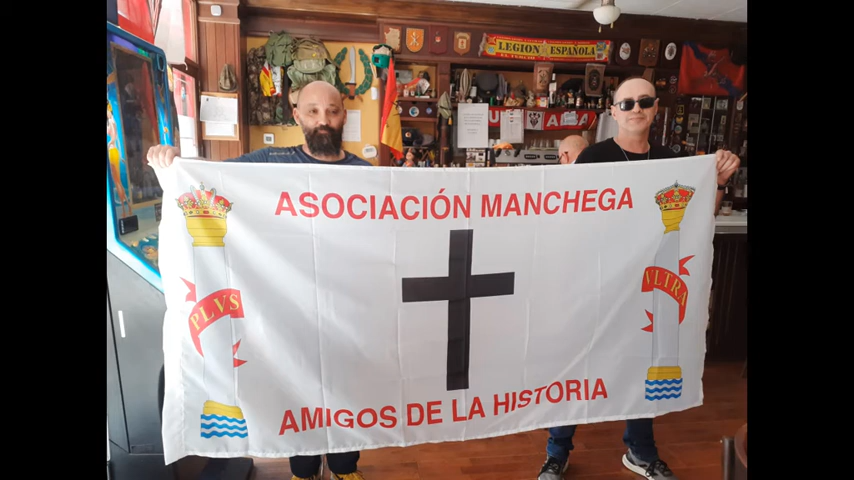 LEGION ESPAÑOLA
ASOCIACIÓN MANCHEGA
PLVS
VLTRA
AMIGOS DE LA HISTORIA